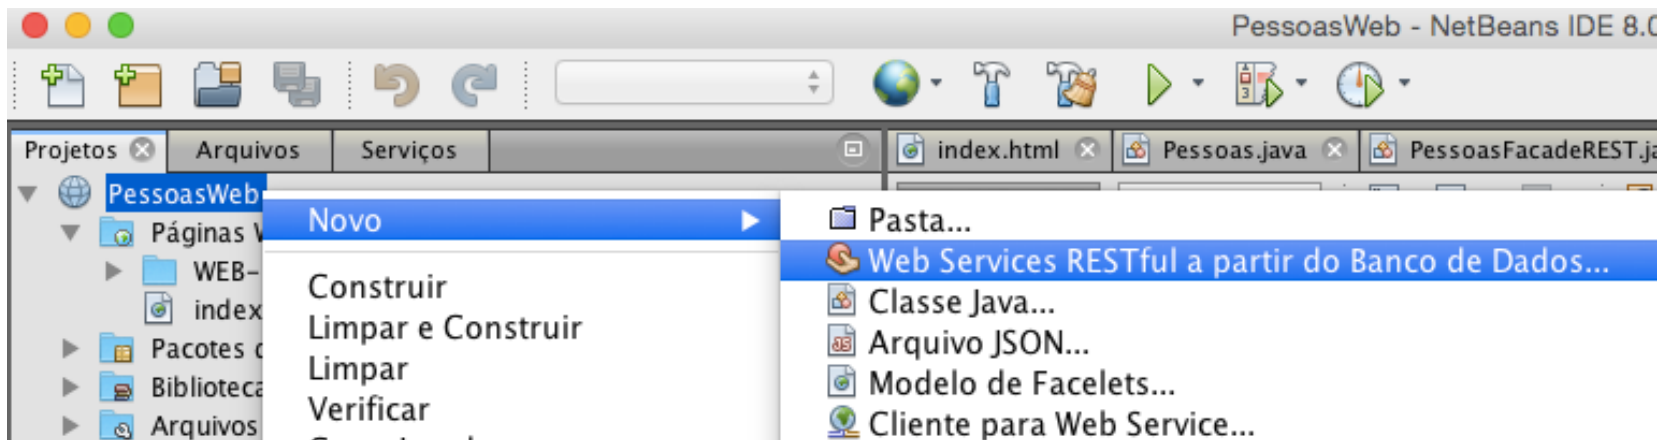 PessoasWeb - NetBeans IDE 8.0
Projetos Arquivos Serviços
index.html Pessoas.java PessoasFacadeREST.ja
PessoasWeb
Páginas W
WEB-
index
Pacotes
Biblioteca
Arquivos
Novo
Construir
Limpar e Construir
Limpar
Verificar
Pasta...
Web Services RESTful a partir do Banco de Dados...
Classe Java...
Arquivo JSON...
Modelo de Facelets...
Cliente para Web Service...